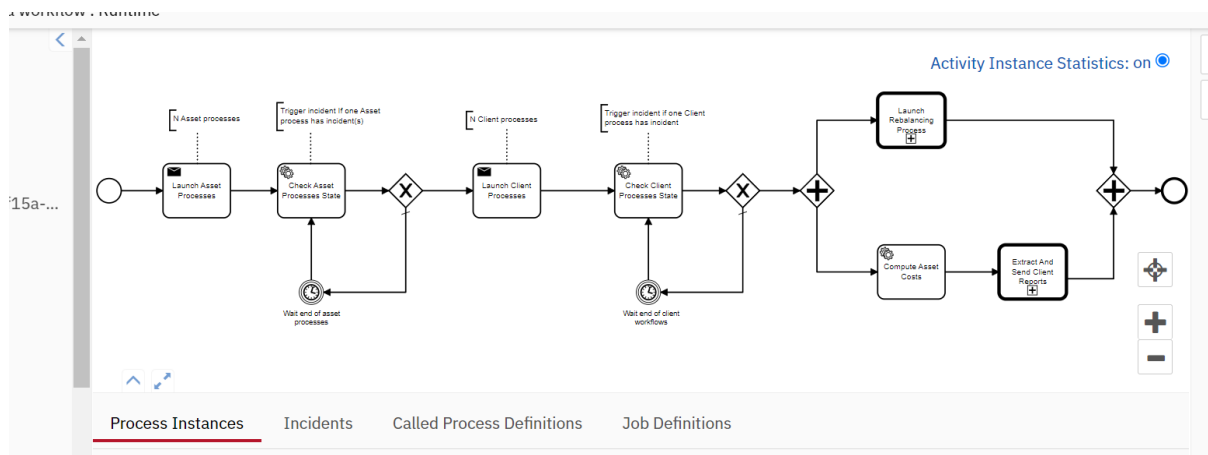 workflow : Runtime
Activity Instance Statistics: on
f15a-...
N Asset processes
Trigger incident If one Asset
process has incident(s)
N Client processes
Trigger incident if one Client
process has incident
Launch
Rebalancing
Process
Launch Asset
Processes
Check Asset
Processes State
Launch Client
Processes
Check Client
Processes State
Compute Asset
Costs
Extract And
Send Client
Reports
Wait end of asset
processes
Wait end of client
workflows
Process Instances
Incidents
Called Process Definitions
Job Definitions